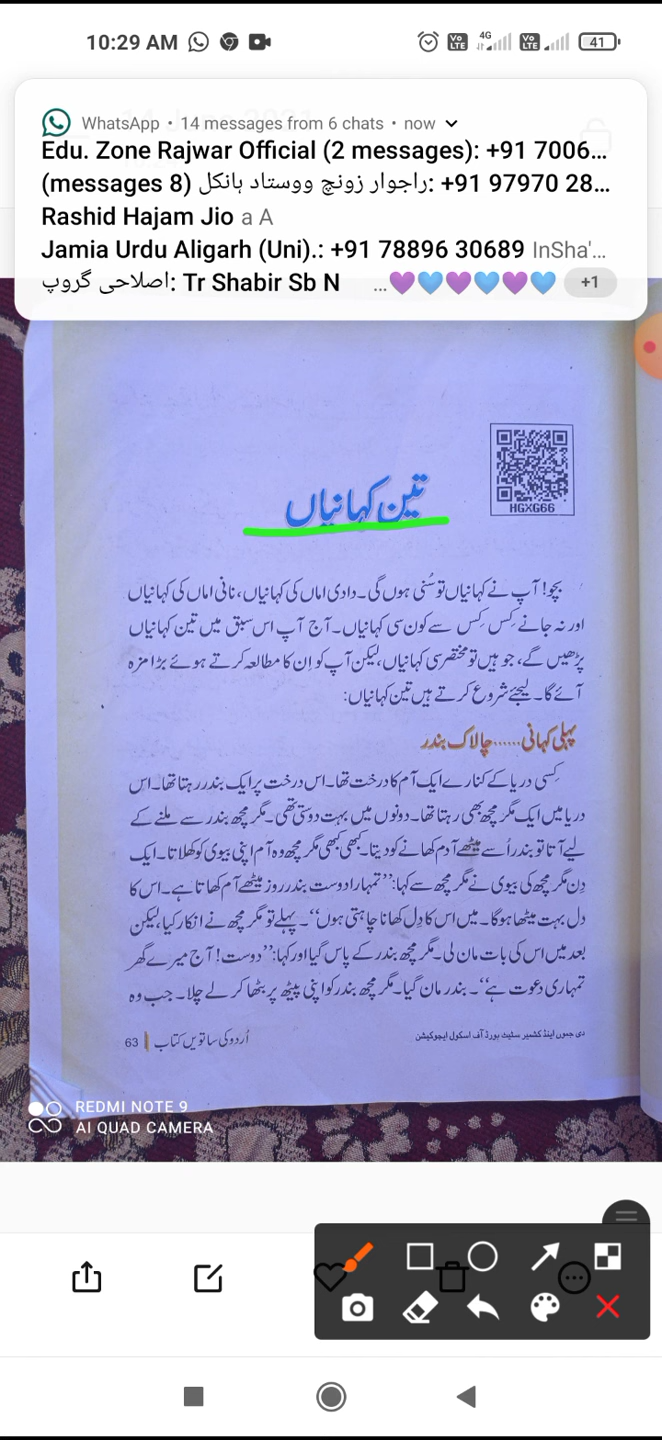 10:29 AM
4G
Vo LTE
Vo LTE
41
WhatsApp • 14 messages from 6 chats • now
Edu. Zone Rajwar Official (2 messages): +91 7006...
(messages 8) راجوار زونچ ووستاد ہانکل: +91 97970 28...
Rashid Hajam Jio a A
Jamia Urdu Aligarh (Uni).: +91 78896 30689 InSha'...
اصلاحی گروپ: Tr Shabir Sb N ...💜💙💜💙💜💙 +1
HGXG66
تین کہانیاں
بچو! آپ نے کہانیاں تو سُنی ہوں گی۔ دادی اماں کی کہانیاں، نانی اماں کی کہانیاں
اور نہ جانے کِس کِس سے کون سی کہانیاں۔ آج آپ اس سبق میں تین کہانیاں
پڑھیں گے، جو ہیں تو مختصر سی کہانیاں، لیکن آپ کو اِن کا مطالعہ کرتے ہوئے بڑا مزہ
آئے گا۔ لیجئے شروع کرتے ہیں تین کہانیاں:
پہلی کہانی......چالاک بندر
کِسی دریا کے کنارے ایک آم کا درخت تھا۔ اس درخت پر ایک بندر رہتا تھا۔ اس
دریا میں ایک مگر مچھ بھی رہتا تھا۔ دونوں میں بہت دوستی تھی۔ مگر مچھ بندر سے ملنے کے
لیے آتا تو بندر اُسے میٹھے آدم کھانے کو دیتا۔ کبھی کبھی مگر مچھ وہ آم اپنی بیوی کو کھلاتا۔ ایک
دِن مگر مچھ کی بیوی نے مگر مچھ سے کہا: ’’تمہارا دوست بندر روز میٹھے آم کھاتا ہے۔ اس کا
دل بہت میٹھا ہوگا۔ میں اس کا دِل کھانا چاہتی ہوں‘‘۔ پہلے تو مگر مچھ نے انکار کیا، لیکن
بعد میں اس کی بات مان لی۔ مگر مچھ بندر کے پاس گیا اور کہا: ’’دوست! آج میرے گھر
تمہاری دعوت ہے‘‘۔ بندر مان گیا۔ مگر مچھ بندر کو اپنی پیٹھ پر بٹھا کر لے چلا۔ جب وہ
دی جموں اینڈ کشمیر سٹیٹ بورڈ آف اسکول ایجوکیشن
اُردو کی ساتویں کتاب 63
REDMI NOTE 9
AI QUAD CAMERA